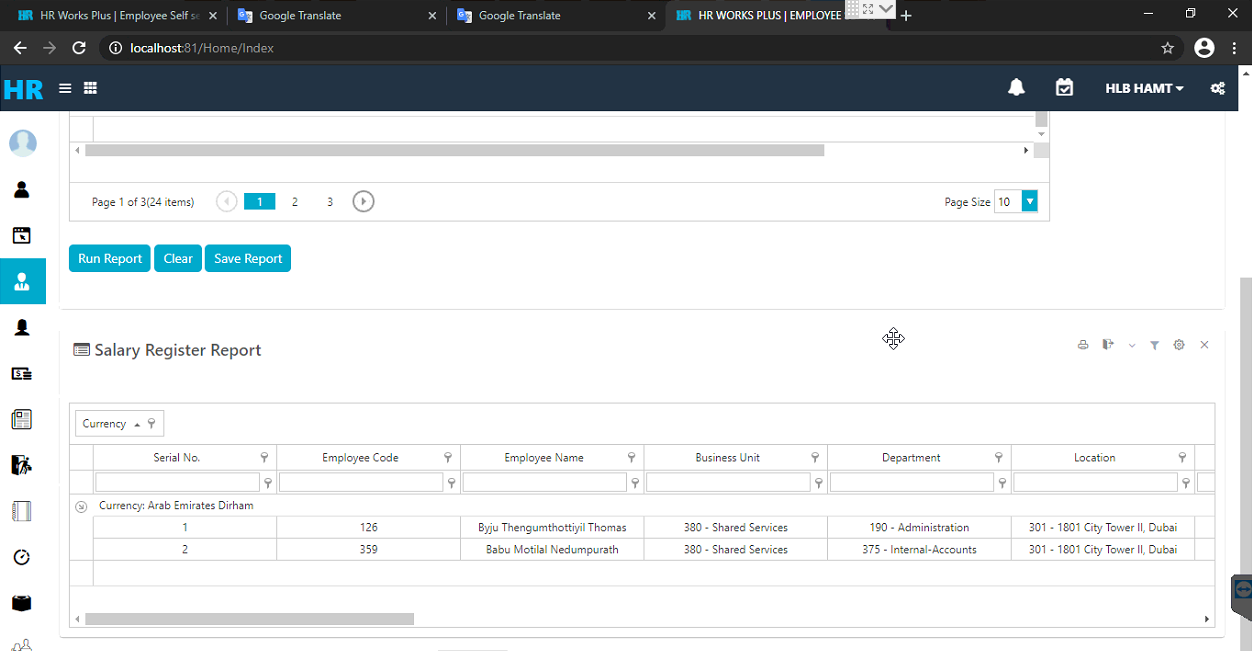 HR WORKS PLUS | Employee Self se
Google Translate
Google Translate
HR WORKS PLUS | EMPLOYEE
localhost:81/Home/Index
HR
HLB HAMT
Page 1 of 3(24 items)
1
2
3
Page Size
10
Run Report
Clear
Save Report
Salary Register Report
Currency
Serial No.
Employee Code
Employee Name
Business Unit
Department
Location
Currency: Arab Emirates Dirham
1
126
Byju Thengumthottiyil Thomas
380 - Shared Services
190 - Administration
301 - 1801 City Tower II, Dubai
2
359
Babu Motilal Nedumpurath
380 - Shared Services
375 - Internal-Accounts
301 - 1801 City Tower II, Dubai